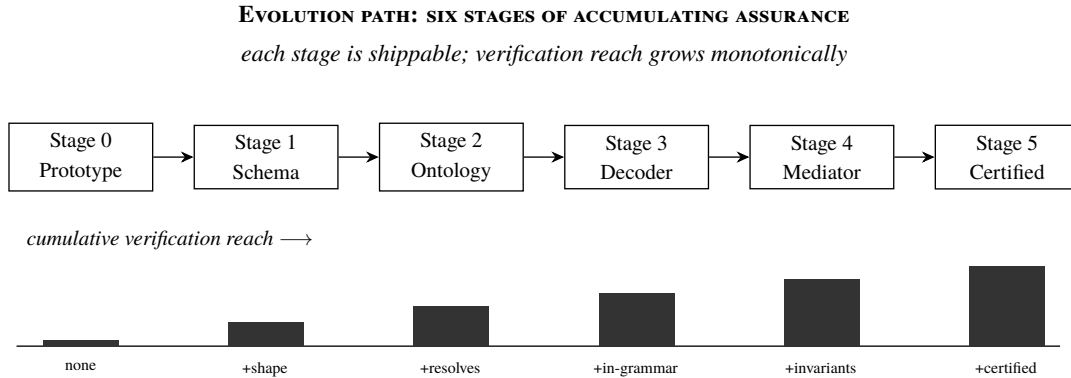 EVOLUTION PATH: SIX STAGES OF ACCUMULATING ASSURANCE
each stage is shippable; verification reach grows monotonically
Stage 0
Prototype
Stage 1
Schema
Stage 2
Ontology
Stage 3
Decoder
Stage 4
Mediator
Stage 5
Certified
cumulative verification reach ⟶
none
+shape
+resolves
+in-grammar
+invariants
+certified